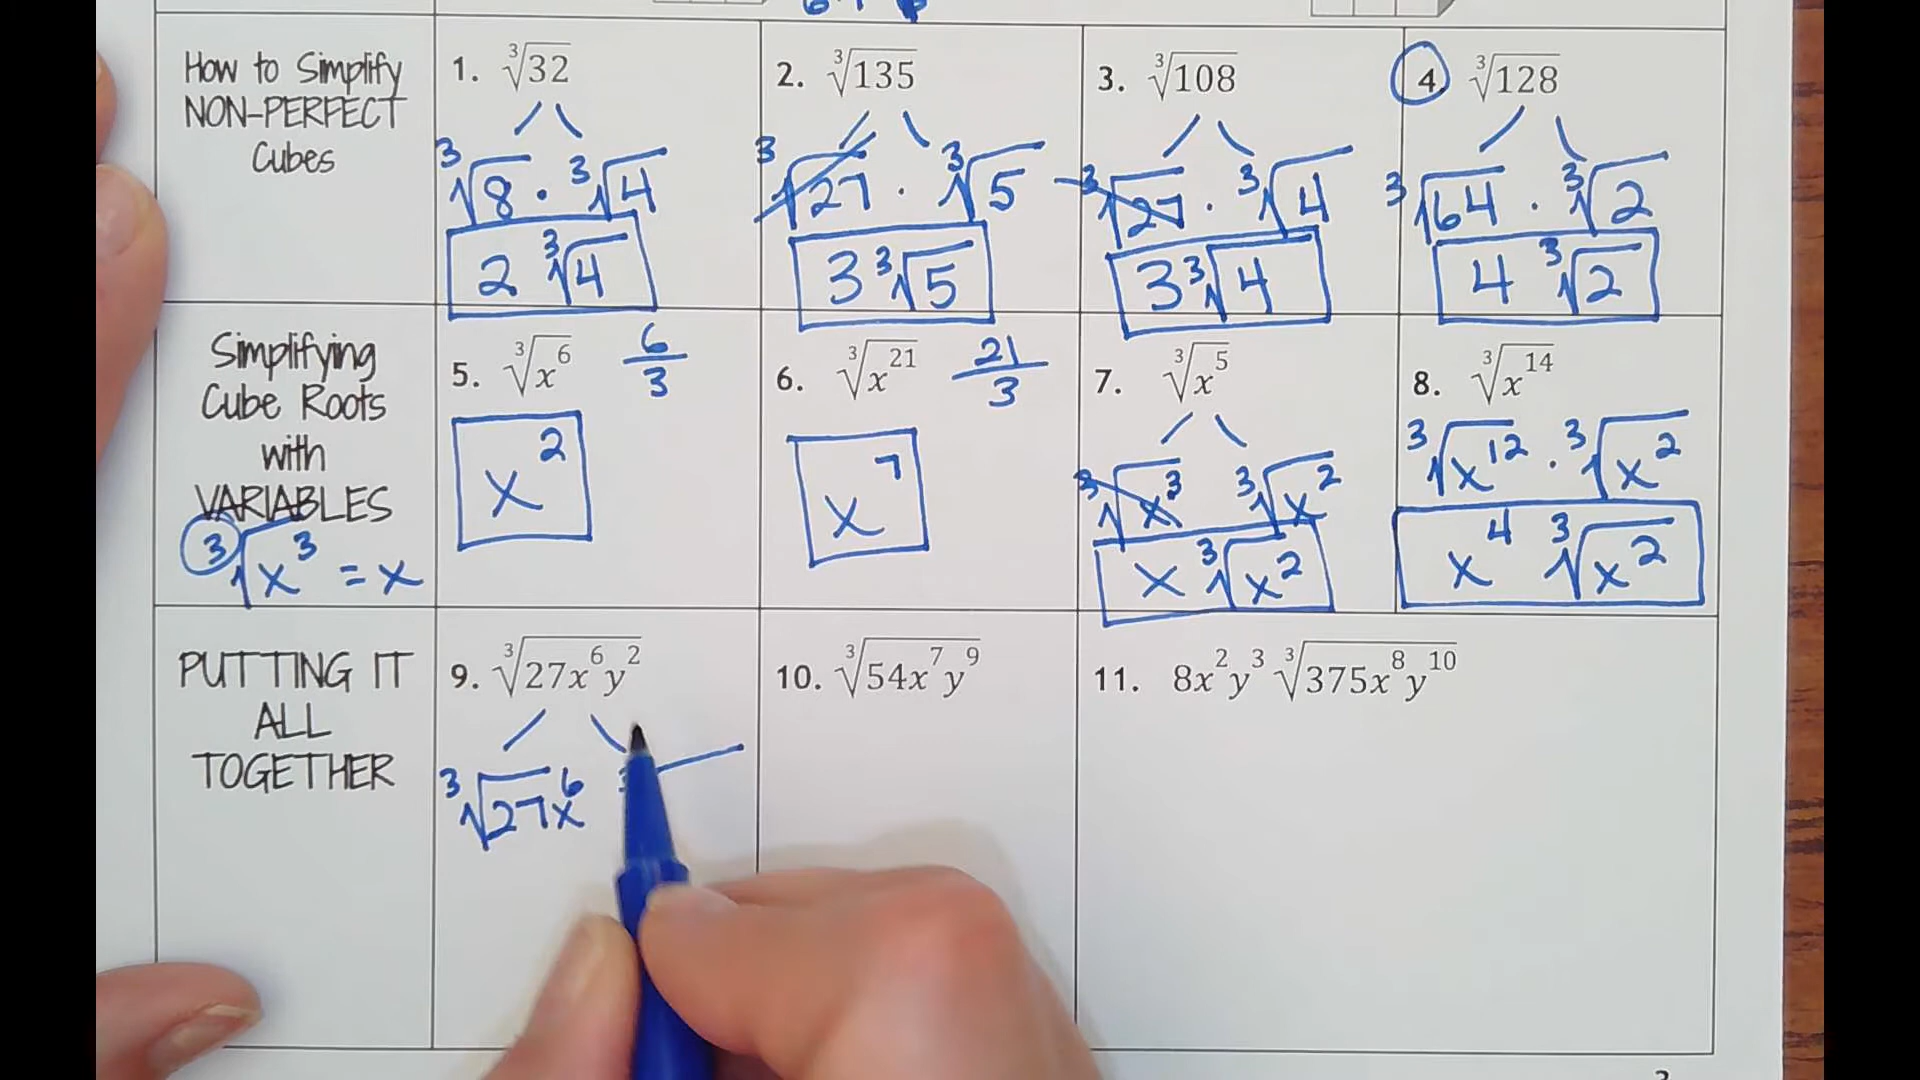 How to Simplify
NON-PERFECT
Cubes
1. ∛32
∛8 · ∛4
2 ∛4
2. ∛135
∛27 · ∛5
3 ∛5
3. ∛108
∛27 · ∛4
3 ∛4
4. ∛128
∛64 · ∛2
4 ∛2
Simplifying
Cube Roots
with
VARIABLES
∛x³ = x
5. ∛x⁶ 6/3
x²
6. ∛x²¹ 21/3
x⁷
7. ∛x⁵
∛x³ ∛x²
x ∛x²
8. ∛x¹⁴
∛x¹² · ∛x²
x⁴ ∛x²
PUTTING IT
ALL
TOGETHER
9. ∛27x⁶y²
∛27x⁶
10. ∛54x⁷y⁹
11. 8x²y³ ∛375x⁸y¹⁰